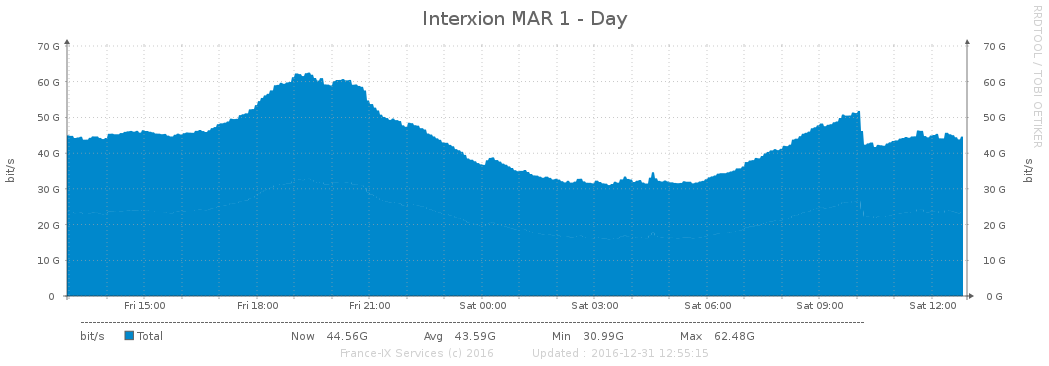 Interxion MAR 1 - Day
RRDTOOL / TOBI OETIKER
70 G 70 G
60 G 60 G
50 G 50 G
40 G 40 G
30 G 30 G
20 G 20 G
10 G 10 G
0 0 G
bit/s bit/s
Fri 15:00 Fri 18:00 Fri 21:00 Sat 00:00 Sat 03:00 Sat 06:00 Sat 09:00 Sat 12:00
bit/s Total Now 44.56G Avg 43.59G Min 30.99G Max 62.48G
France-IX Services (c) 2016 Updated : 2016-12-31 12:55:15